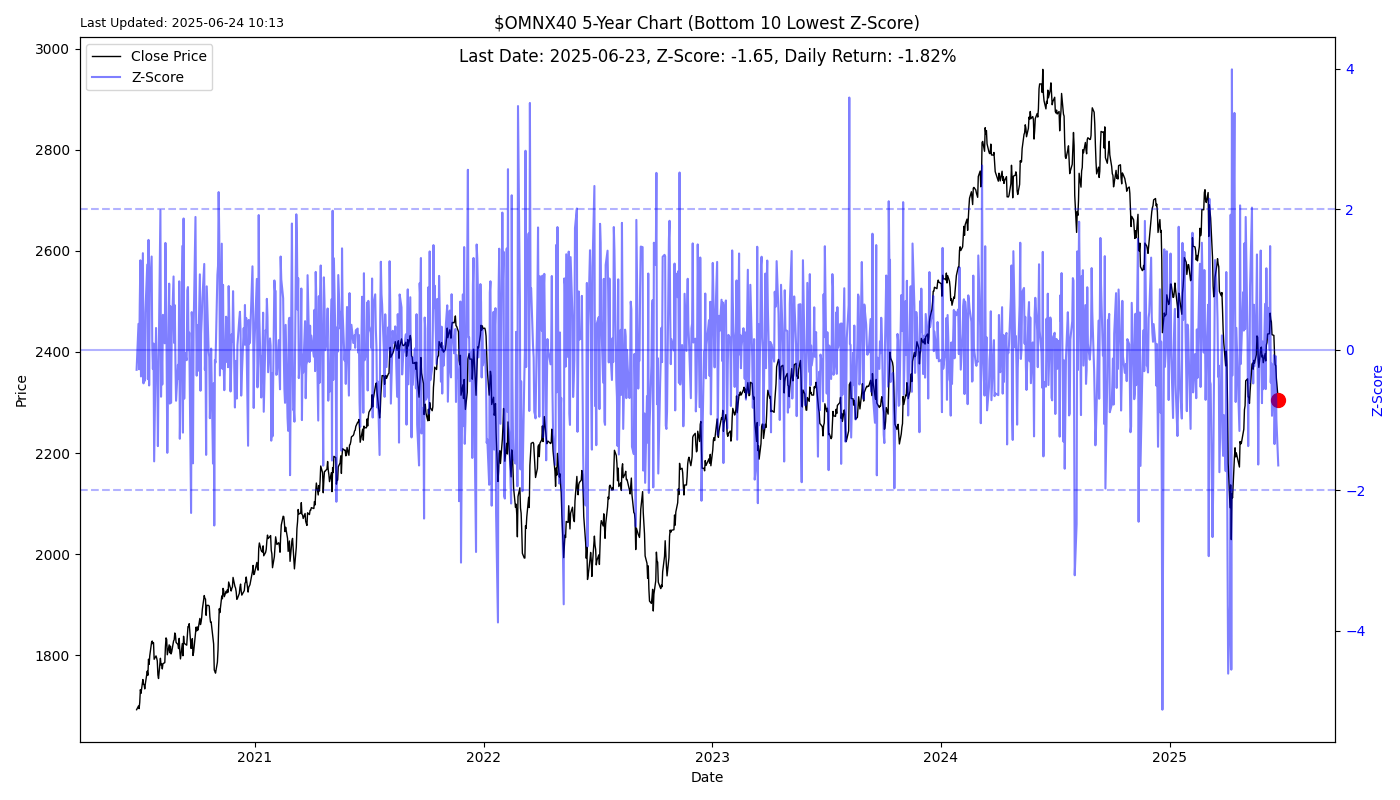 Last Updated: 2025-06-24 10:13
$OMNX40 5-Year Chart (Bottom 10 Lowest Z-Score)
Last Date: 2025-06-23, Z-Score: -1.65, Daily Return: -1.82%
Close Price
Z-Score
3000
2800
2600
2400
2200
2000
1800
Price
4
2
0
−2
−4
Z-Score
2021
2022
2023
2024
2025
Date